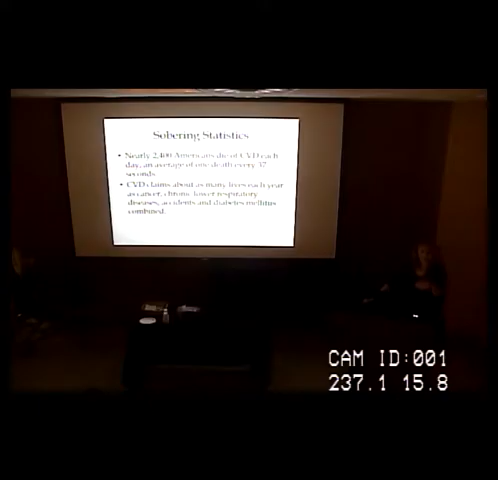 Sobering Statistics
• Nearly 2,400 Americans die of CVD each
day, an average of one death every 37
seconds.
• CVD claims about as many lives each year
as cancer, chronic lower respiratory
diseases, accidents and diabetes mellitus
combined.
CAM ID:001
237.1 15.8